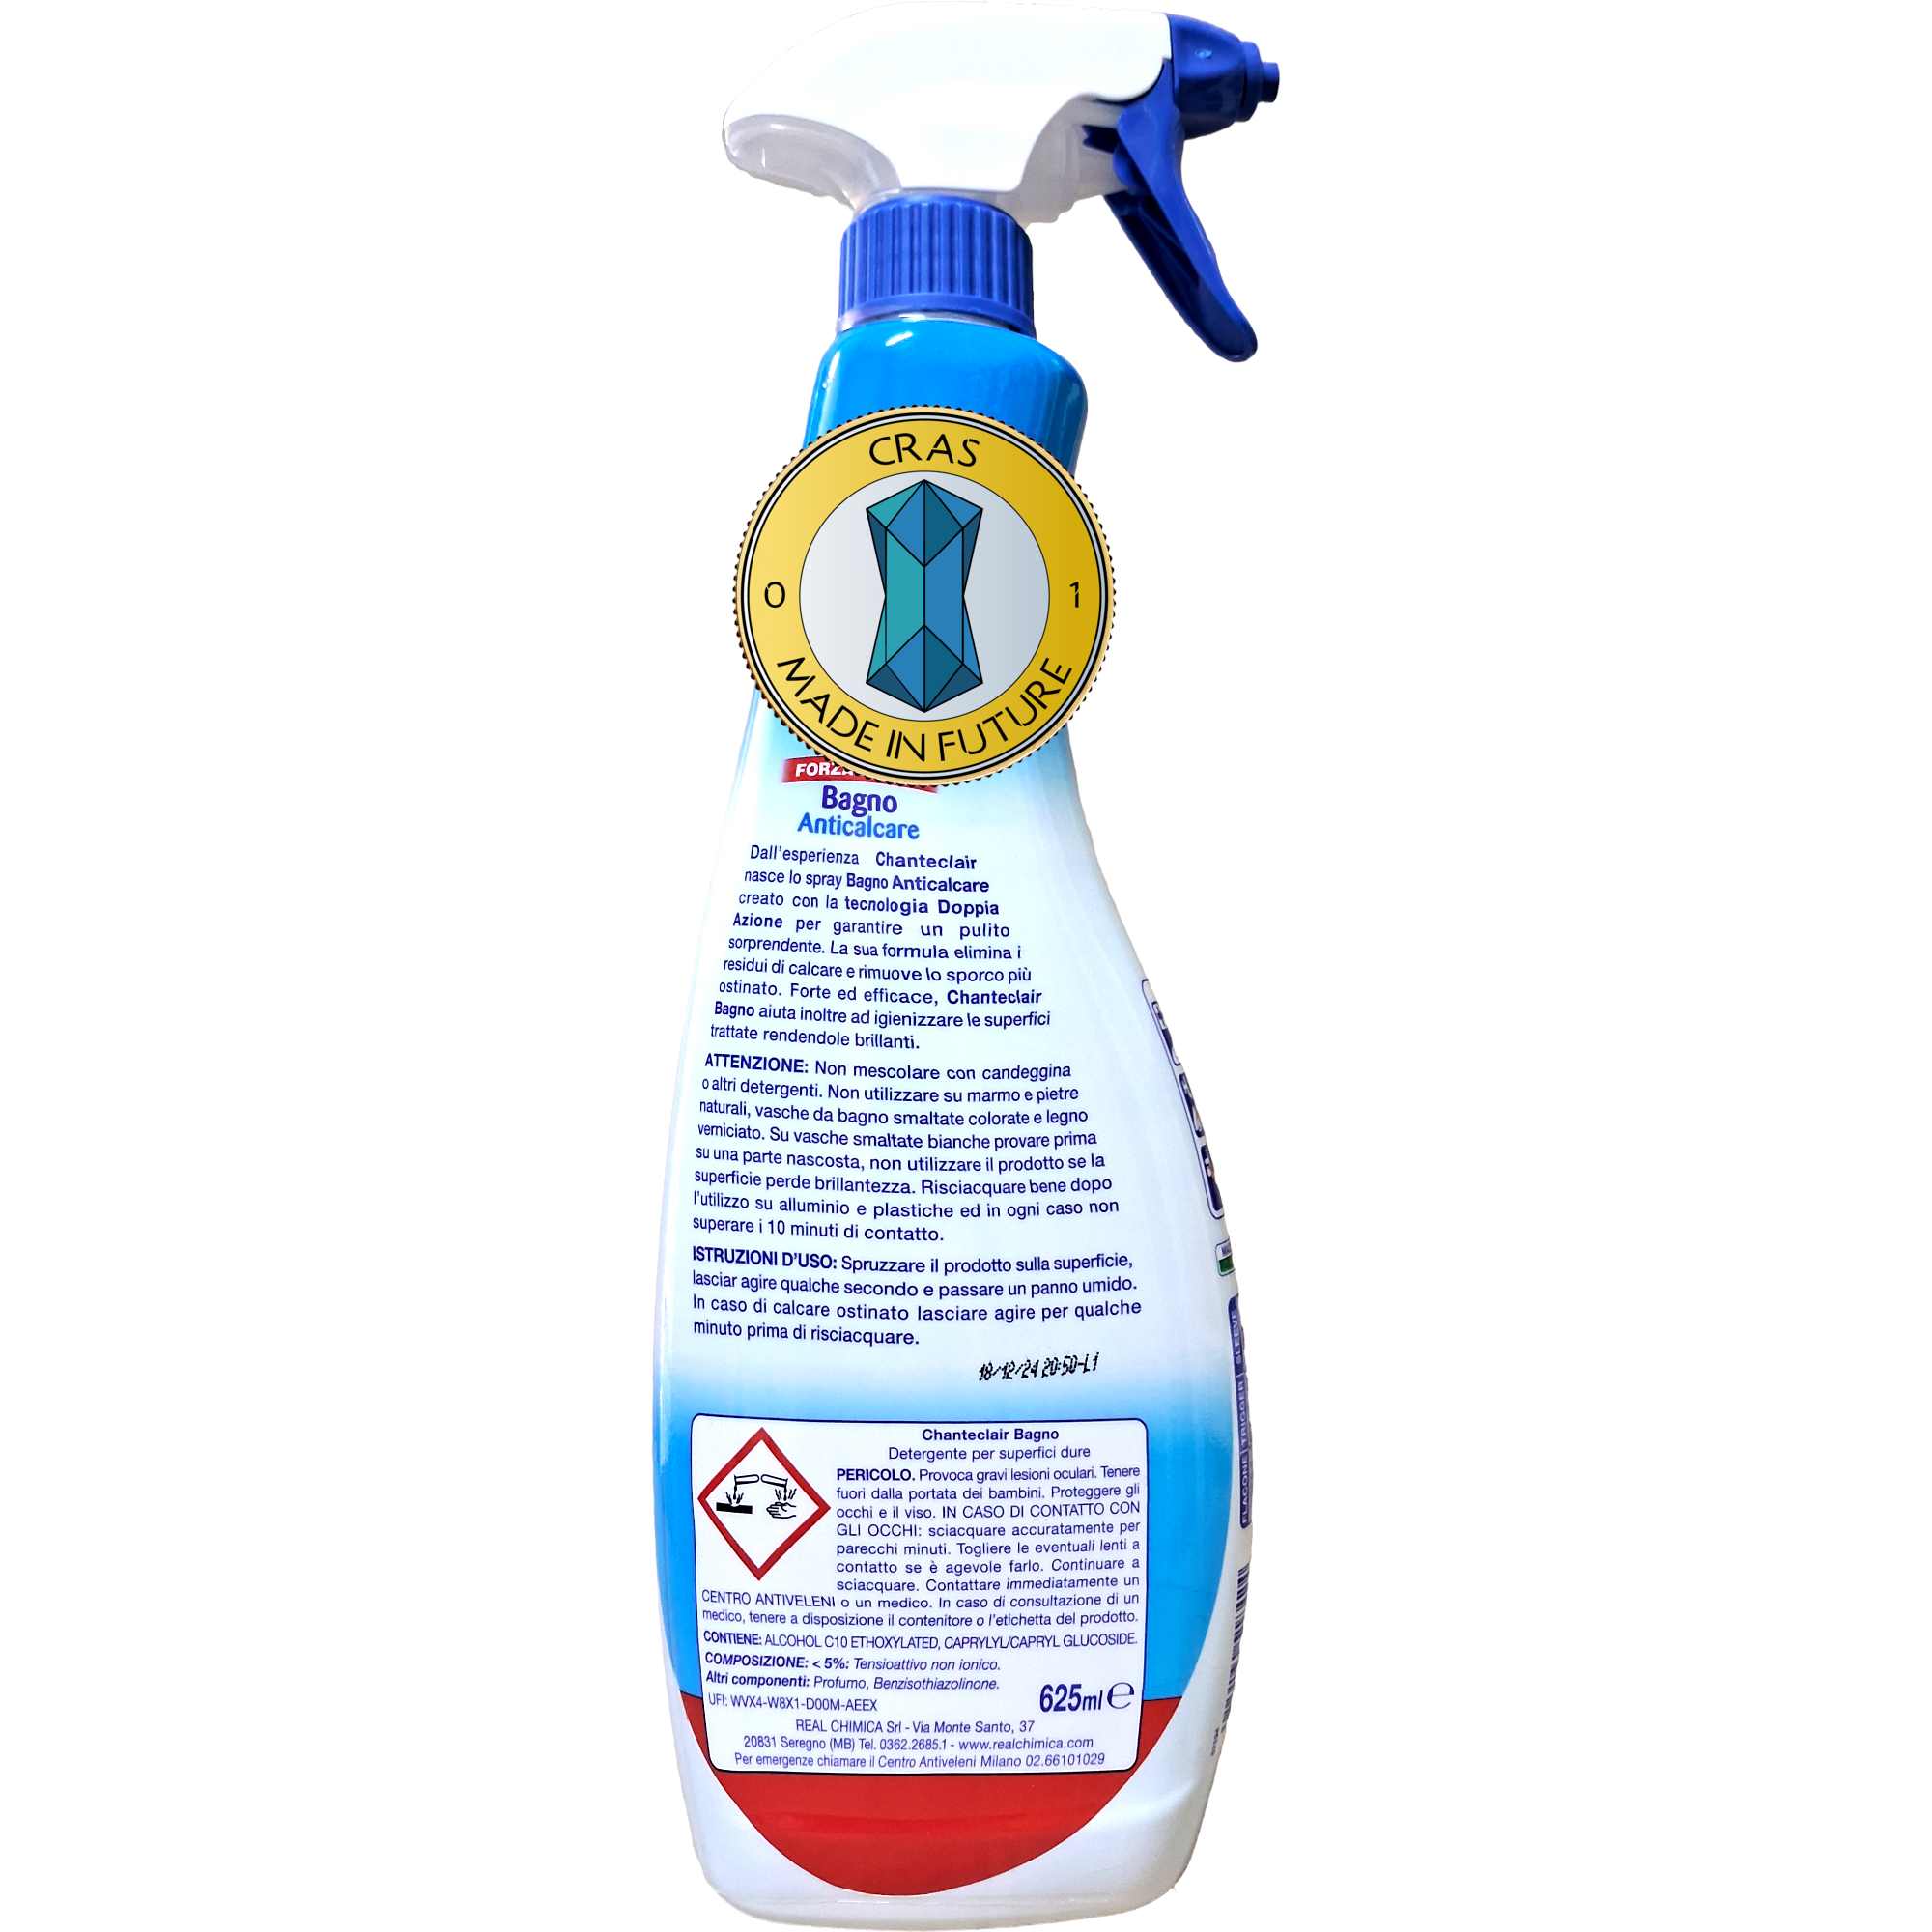 CRAS
0 1
MADE IN FUTURE
Bagno
Anticalcare
Dall'esperienza Chanteclair
nasce lo spray Bagno Anticalcare
creato con la tecnologia Doppia
Azione per garantire un pulito
sorprendente. La sua formula elimina i
residui di calcare e rimuove lo sporco più
ostinato. Forte ed efficace, Chanteclair
Bagno aiuta inoltre ad igienizzare le superfici
trattate rendendole brillanti.
ATTENZIONE: Non mescolare con candeggina
o altri detergenti. Non utilizzare su marmo e pietre
naturali, vasche da bagno smaltate colorate e legno
verniciato. Su vasche smaltate bianche provare prima
su una parte nascosta, non utilizzare il prodotto se la
superficie perde brillantezza. Risciacquare bene dopo
l'utilizzo su alluminio e plastiche ed in ogni caso non
superare i 10 minuti di contatto.
ISTRUZIONI D'USO: Spruzzare il prodotto sulla superficie,
lasciar agire qualche secondo e passare un panno umido.
In caso di calcare ostinato lasciare agire per qualche
minuto prima di risciacquare.
18/12/24 20:50-L1
Chanteclair Bagno
Detergente per superfici dure
PERICOLO. Provoca gravi lesioni oculari. Tenere
fuori dalla portata dei bambini. Proteggere gli
occhi e il viso. IN CASO DI CONTATTO CON
GLI OCCHI: sciacquare accuratamente per
parecchi minuti. Togliere le eventuali lenti a
contatto se è agevole farlo. Continuare a
sciacquare. Contattare immediatamente un
CENTRO ANTIVELENI o un medico. In caso di consultazione di un
medico, tenere a disposizione il contenitore o l'etichetta del prodotto.
CONTIENE: ALCOHOL C10 ETHOXYLATED, CAPRYLYL/CAPRYL GLUCOSIDE.
COMPOSIZIONE: < 5%: Tensioattivo non ionico.
Altri componenti: Profumo, Benzisothiazolinone.
UFI: WVX4-W8X1-D00M-AEEX
625ml ℮
REAL CHIMICA Srl - Via Monte Santo, 37
20831 Seregno (MB) Tel. 0362.2685.1 - www.realchimica.com
Per emergenze chiamare il Centro Antiveleni Milano 02.66101029
FLACONE TRIGGER SLEEVE